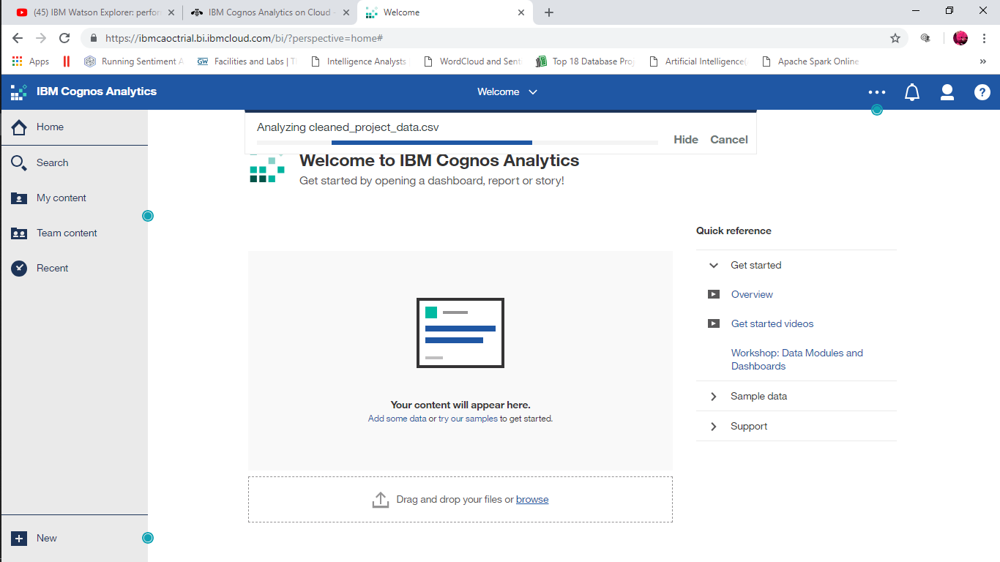 (45) IBM Watson Explorer: perfor
IBM Cognos Analytics on Cloud -
Welcome
https://ibmcaoctrial.bi.ibmcloud.com/bi/?perspective=home#
Apps
Running Sentiment A
GW
Facilities and Labs | T
Intelligence Analysts
WordCloud and Sent
Top 18 Database Proj
Artificial Intelligence(
Apache Spark Online
IBM Cognos Analytics
Welcome
Home
Search
My content
Team content
Recent
New
Analyzing cleaned_project_data.csv
Hide
Cancel
Welcome to IBM Cognos Analytics
Get started by opening a dashboard, report or story!
Your content will appear here.
Add some data or try our samples to get started.
Drag and drop your files or browse
Quick reference
Get started
Overview
Get started videos
Workshop: Data Modules and
Dashboards
Sample data
Support